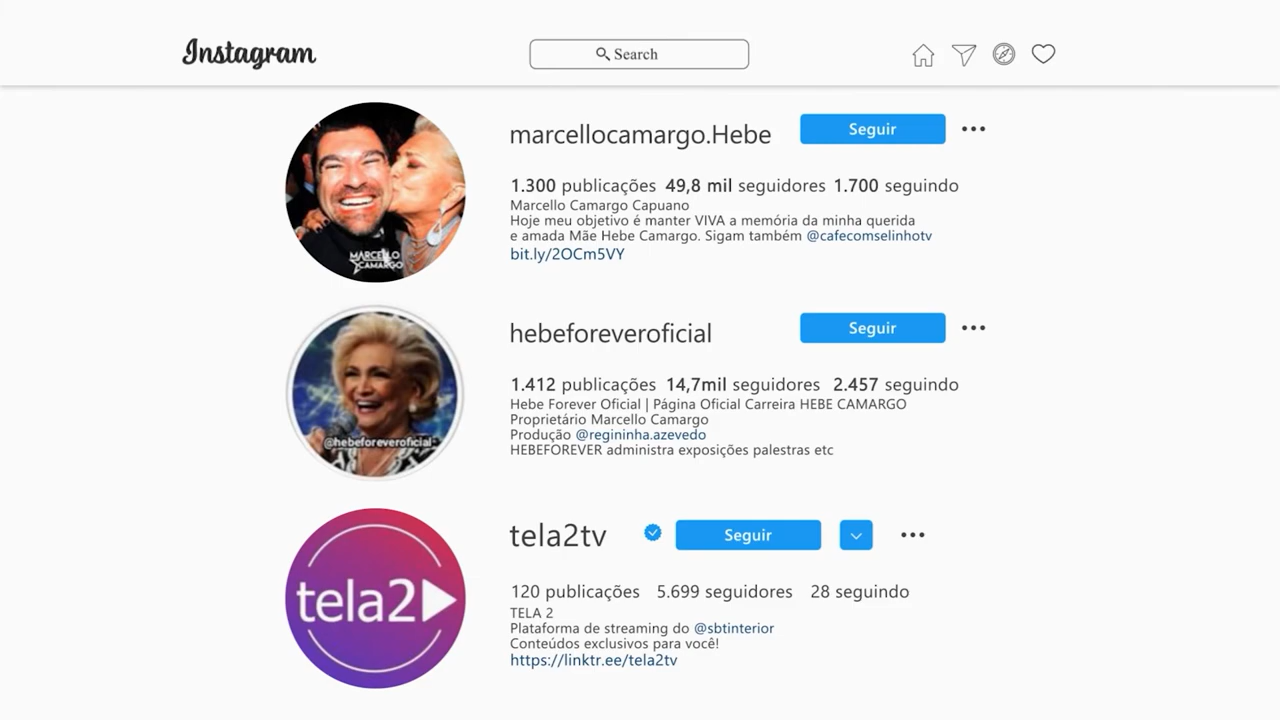 Instagram
Search
marcellocamargo.Hebe
Seguir
1.300 publicações 49,8 mil seguidores 1.700 seguindo
Marcello Camargo Capuano
Hoje meu objetivo é manter VIVA a memória da minha querida
e amada Mãe Hebe Camargo. Sigam também @cafecomselinhotv
bit.ly/2OCm5VY
MARCELLO
CAMARGO
hebeforeveroficial
Seguir
1.412 publicações 14,7mil seguidores 2.457 seguindo
Hebe Forever Oficial | Página Oficial Carreira HEBE CAMARGO
Proprietário Marcello Camargo
Produção @regininha.azevedo
HEBEFOREVER administra exposições palestras etc
@hebeforeveroficial
tela2tv
Seguir
120 publicações 5.699 seguidores 28 seguindo
TELA 2
Plataforma de streaming do @sbtinterior
Conteúdos exclusivos para você!
https://linktr.ee/tela2tv
tela2